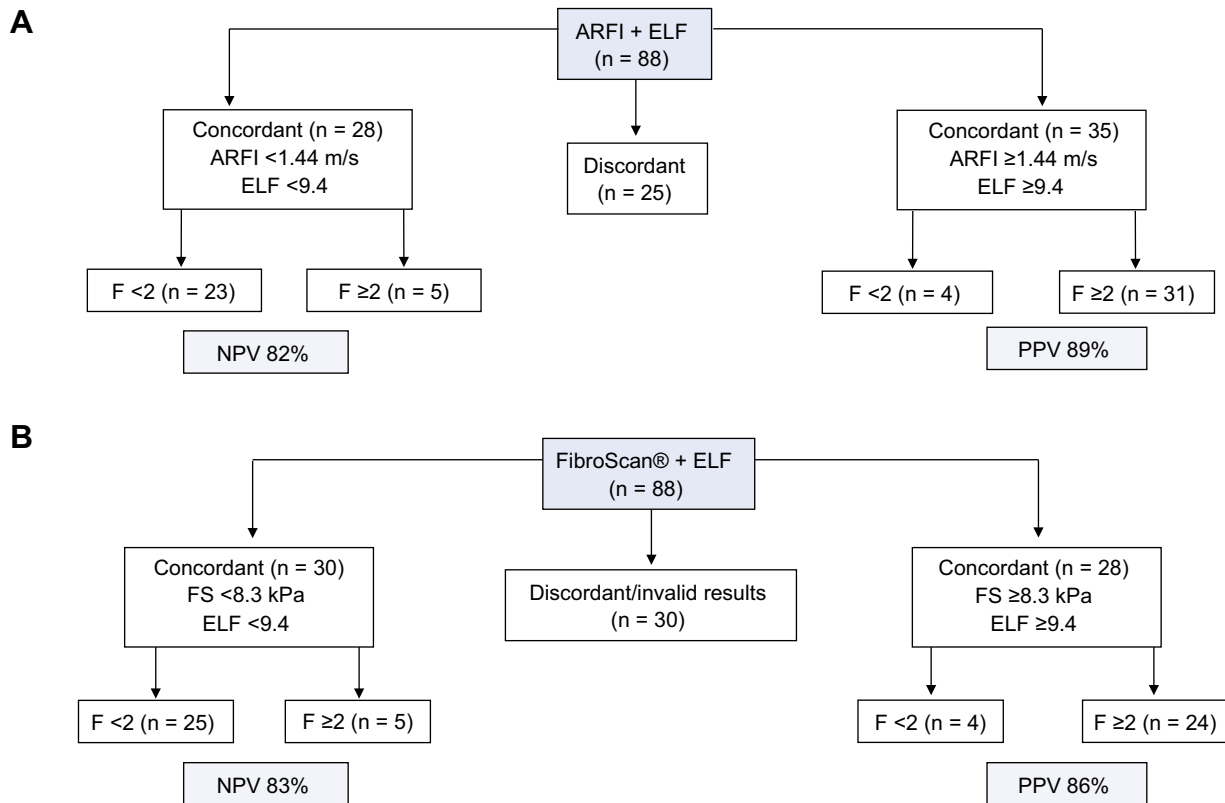 A
ARFI + ELF
(n = 88)
Concordant (n = 28)
ARFI <1.44 m/s
ELF <9.4
Discordant
(n = 25)
Concordant (n = 35)
ARFI ≥1.44 m/s
ELF ≥9.4
F <2 (n = 23)
F ≥2 (n = 5)
F <2 (n = 4)
F ≥2 (n = 31)
NPV 82%
PPV 89%
B
FibroScan® + ELF
(n = 88)
Concordant (n = 30)
FS <8.3 kPa
ELF <9.4
Discordant/invalid results
(n = 30)
Concordant (n = 28)
FS ≥8.3 kPa
ELF ≥9.4
F <2 (n = 25)
F ≥2 (n = 5)
F <2 (n = 4)
F ≥2 (n = 24)
NPV 83%
PPV 86%